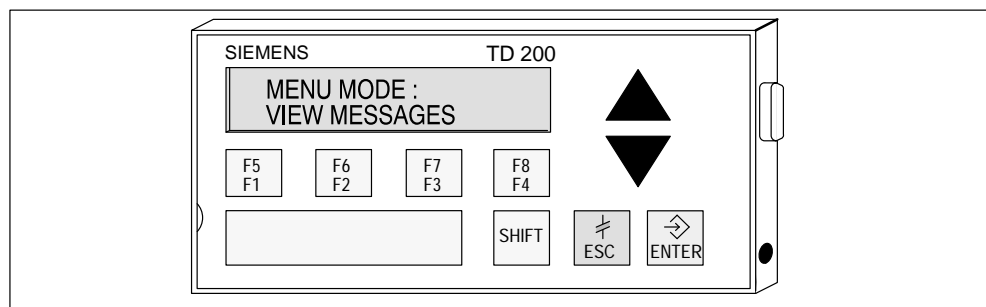 SIEMENS TD 200
MENU MODE :
VIEW MESSAGES
F5 F6 F7 F8
F1 F2 F3 F4
SHIFT
ESC ENTER